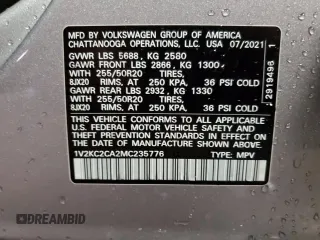 MFD BY VOLKSWAGEN GROUP OF AMERICA
CHATTANOOGA OPERATIONS, LLC. USA 07/2021
GVWR LBS 5688, KG 2580
GAWR FRONT LBS 2866, KG 1300
WITH 255/50R20 TIRES,
8JX20 RIMS, AT 250 KPA 36 PSI COLD
GAWR REAR LBS 2932, KG 1330
WITH 255/50R20 TIRES,
8JX20 RIMS, AT 250 KPA 36 PSI COLD
THIS VEHICLE CONFORMS TO ALL APPLICABLE
FEDERAL MOTOR VEHICLE SAFETY AND
THEFT PREVENTION STANDARDS IN EFFECT ON
THE DATE OF MANUFACTURE SHOWN ABOVE.
1V2KC2CA2MC235776 TYPE: MPV
2919496 1
DREAMBID